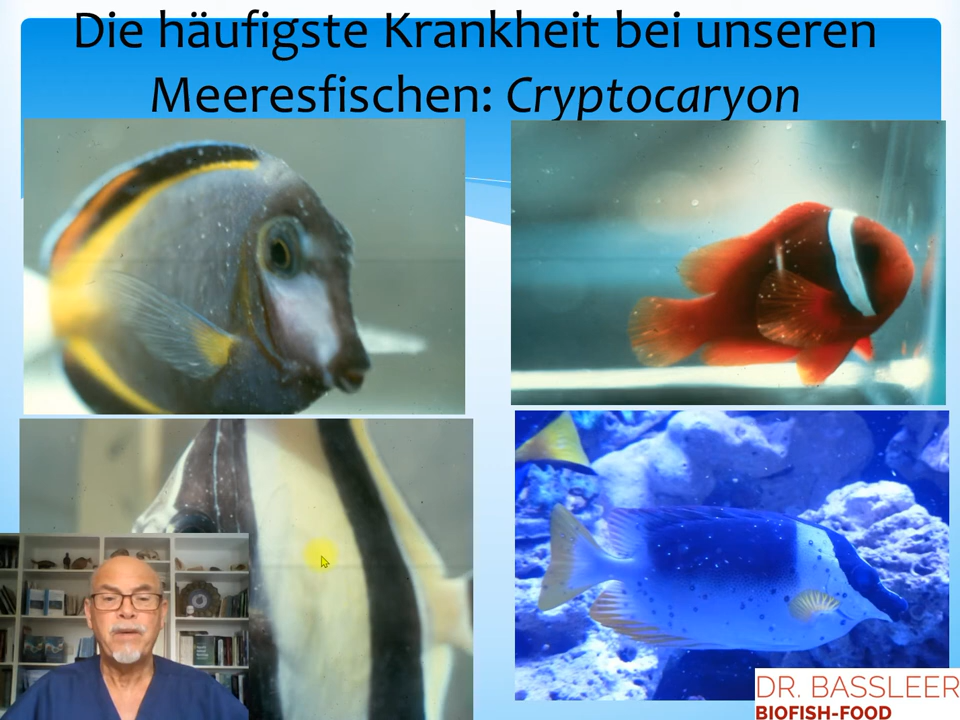 Die häufigste Krankheit bei unseren
Meeresfischen: Cryptocaryon
DR. BASSLEER
BIOFISH-FOOD